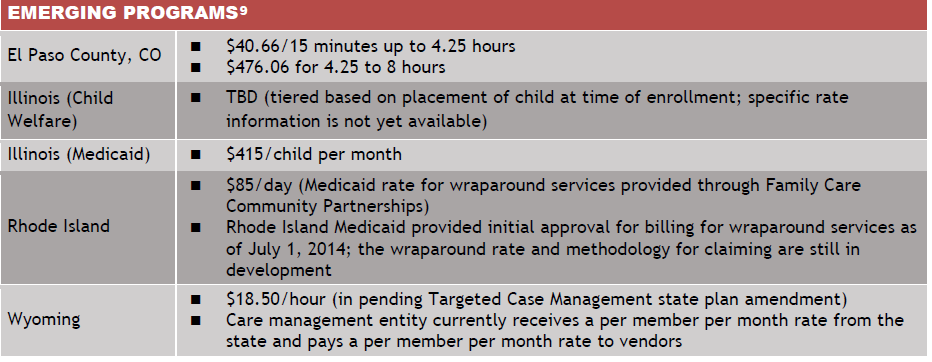 EMERGING PROGRAMS⁹
El Paso County, CO
■ $40.66/15 minutes up to 4.25 hours
■ $476.06 for 4.25 to 8 hours
Illinois (Child
Welfare)
■ TBD (tiered based on placement of child at time of enrollment; specific rate
information is not yet available)
Illinois (Medicaid)
■ $415/child per month
Rhode Island
■ $85/day (Medicaid rate for wraparound services provided through Family Care
Community Partnerships)
■ Rhode Island Medicaid provided initial approval for billing for wraparound services as
of July 1, 2014; the wraparound rate and methodology for claiming are still in
development
Wyoming
■ $18.50/hour (in pending Targeted Case Management state plan amendment)
■ Care management entity currently receives a per member per month rate from the
state and pays a per member per month rate to vendors